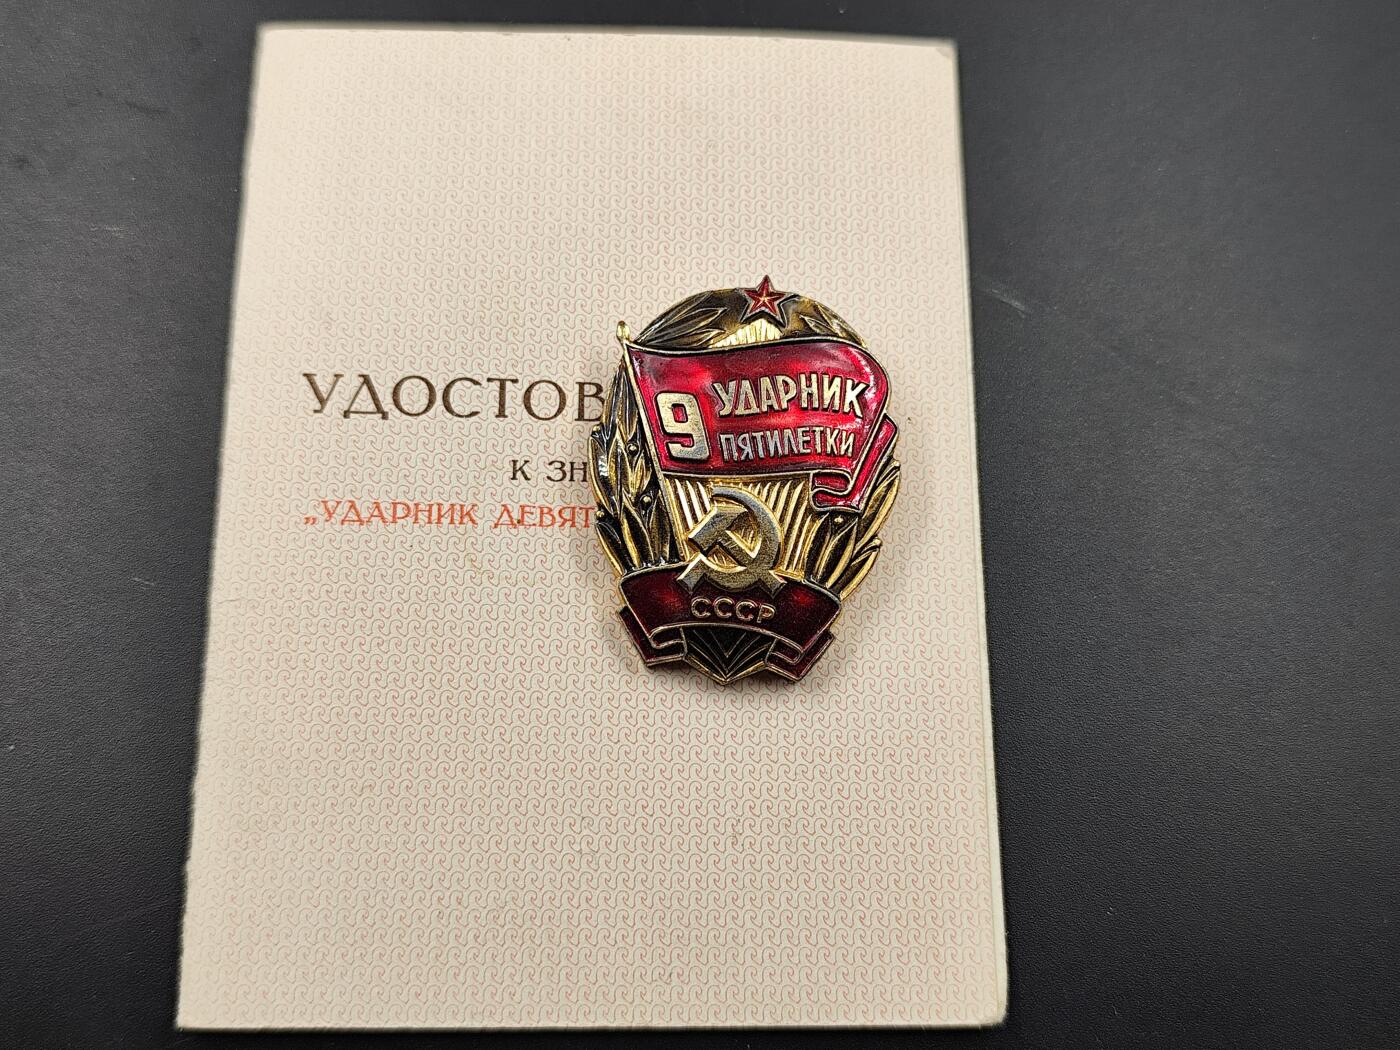 УДОСТОВ
К ЗН
„УДАРНИК ДЕВЯТ
9 УДАРНИК
ПЯТИЛЕТКИ
СССР